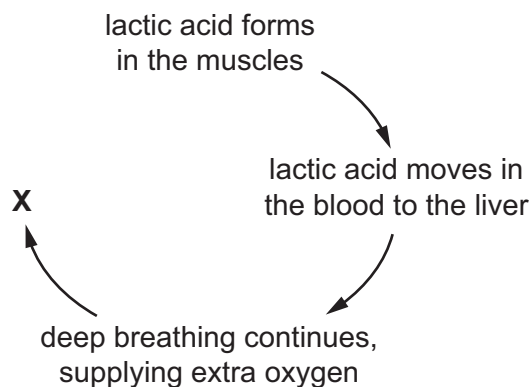 lactic acid forms
in the muscles
lactic acid moves in
the blood to the liver
deep breathing continues,
supplying extra oxygen
X